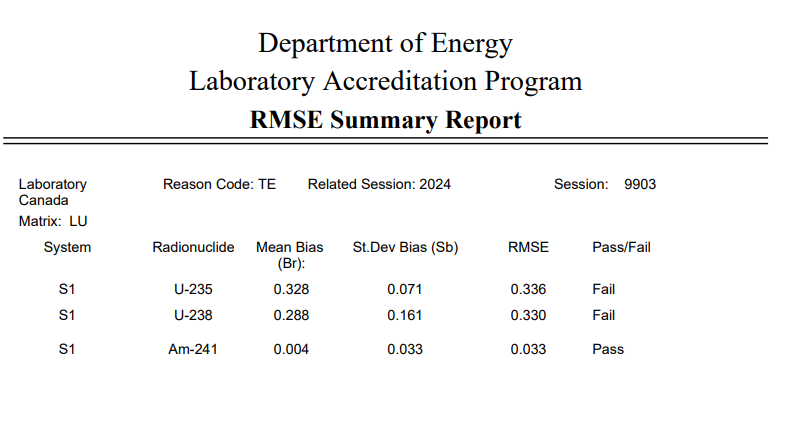 Department of Energy
Laboratory Accreditation Program
RMSE Summary Report
Laboratory Canada Reason Code: TE Related Session: 2024 Session: 9903
Matrix: LU
System Radionuclide Mean Bias (Br): St.Dev Bias (Sb) RMSE Pass/Fail
S1 U-235 0.328 0.071 0.336 Fail
S1 U-238 0.288 0.161 0.330 Fail
S1 Am-241 0.004 0.033 0.033 Pass